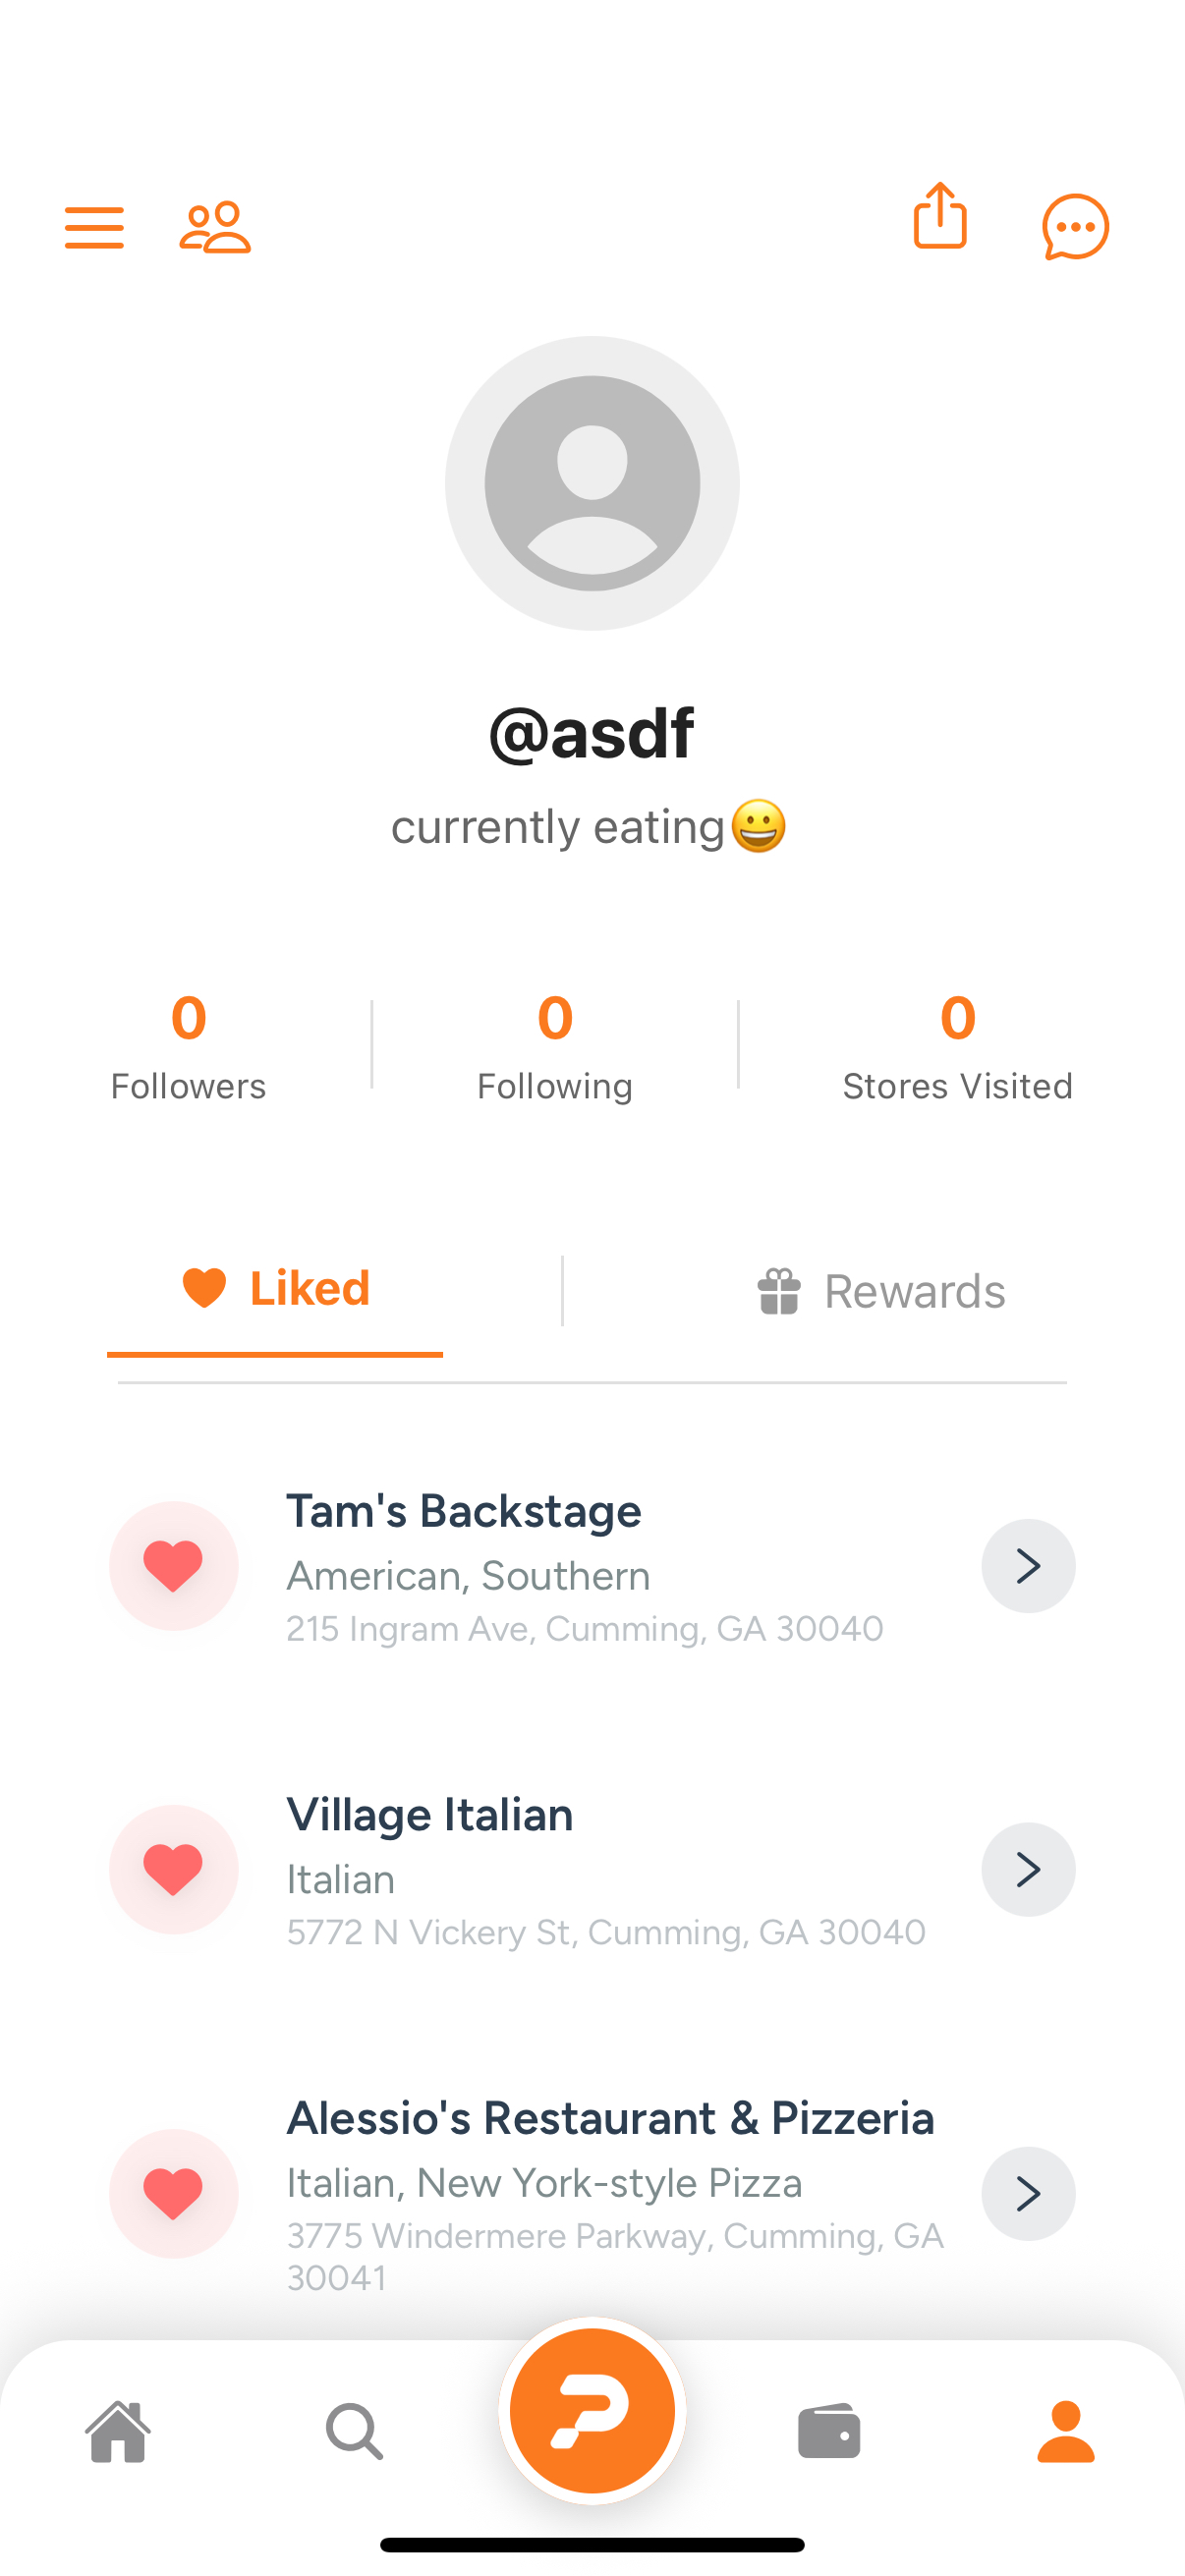 @asdf
currently eating😀
0
Followers
0
Following
0
Stores Visited
Liked
Rewards
Tam's Backstage
American, Southern
215 Ingram Ave, Cumming, GA 30040
Village Italian
Italian
5772 N Vickery St, Cumming, GA 30040
Alessio's Restaurant & Pizzeria
Italian, New York-style Pizza
3775 Windermere Parkway, Cumming, GA
30041